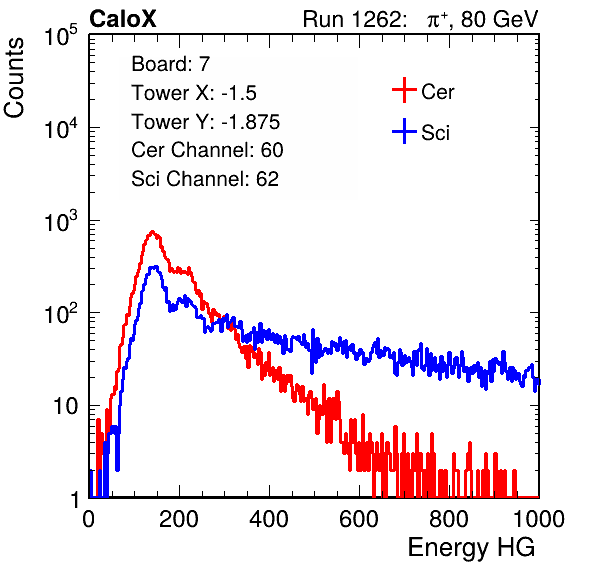 CaloX Run 1262: π⁺, 80 GeV
Counts
10⁵
10⁴
10³
10²
10
1
Board: 7
Tower X: -1.5
Tower Y: -1.875
Cer Channel: 60
Sci Channel: 62
Cer
Sci
0 200 400 600 800 1000
Energy HG